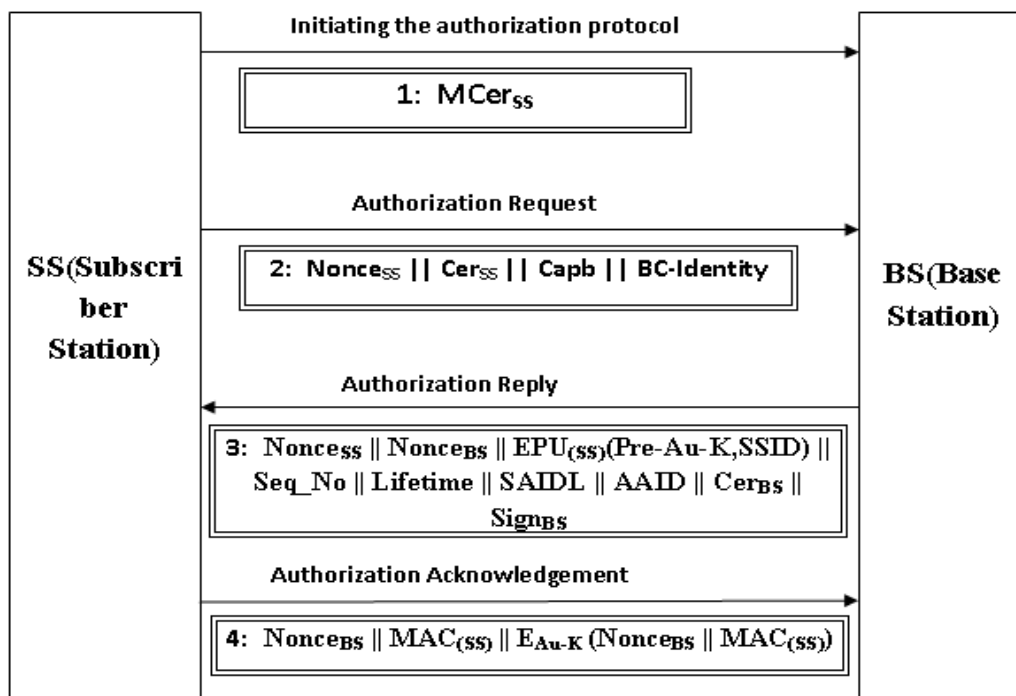 Initiating the authorization protocol
1: MCerSS
Authorization Request
2: NonceSS || CerSS || Capb || BC-Identity
SS(Subscri
ber
Station)
BS(Base
Station)
Authorization Reply
3: NonceSS || NonceBS || EPU(SS)(Pre-Au-K,SSID) ||
Seq_No || Lifetime || SAIDL || AAID || CerBS ||
SignBS
Authorization Acknowledgement
4: NonceBS || MAC(SS) || EAu-K (NonceBS || MAC(SS))